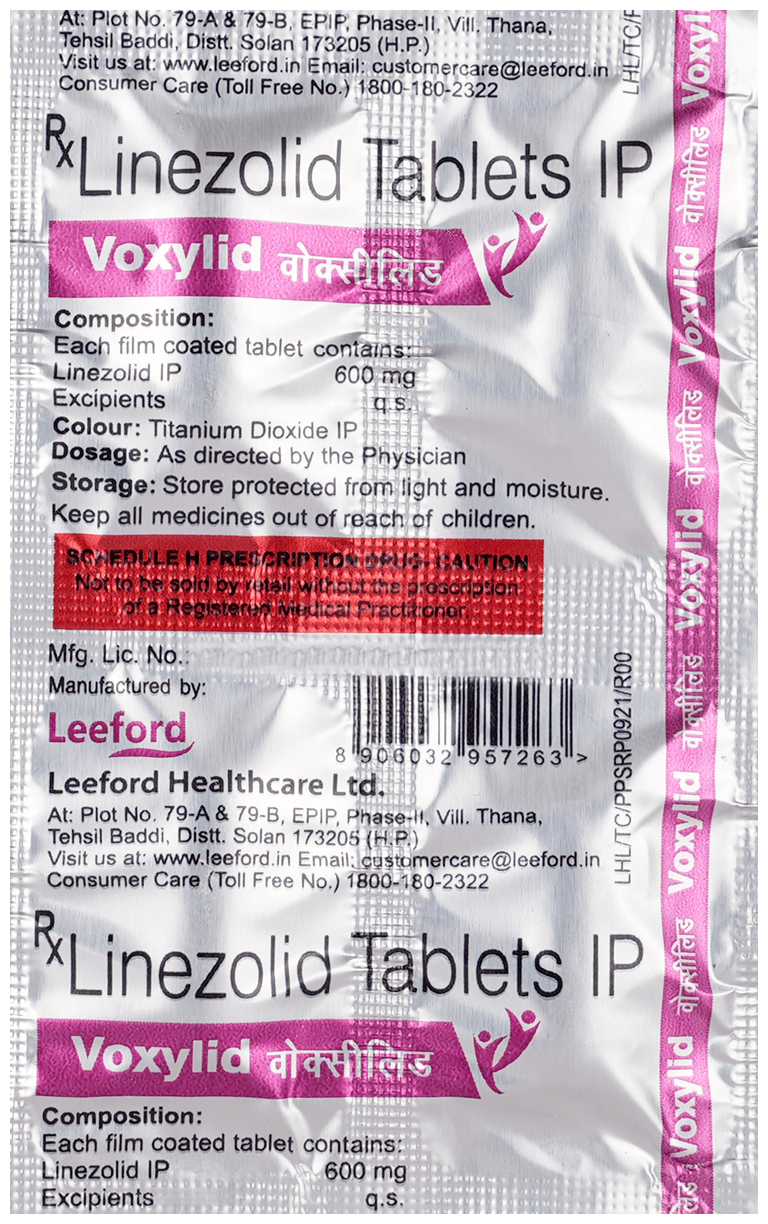 At: Plot No. 79-A & 79-B, EPIP, Phase-II, Vill. Thana,
Tehsil Baddi, Distt. Solan 173205 (H.P.)
Visit us at: www.leeford.in Email: customercare@leeford.in
Consumer Care (Toll Free No.) 1800-180-2322
LHL/TC/P
Rx Linezolid Tablets IP
Voxylid वोक्सीलिड
Composition:
Each film coated tablet contains:
Linezolid IP 600 mg
Excipients q.s.
Colour: Titanium Dioxide IP
Dosage: As directed by the Physician
Storage: Store protected from light and moisture.
Keep all medicines out of reach of children.
SCHEDULE H PRESCRIPTION DRUG- CAUTION
Not to be sold by retail without the prescription
of a Registered Medical Practitioner.
Mfg. Lic. No.:
Manufactured by:
Leeford
8 906032 957263 >
Leeford Healthcare Ltd.
At: Plot No. 79-A & 79-B, EPIP, Phase-II, Vill. Thana,
Tehsil Baddi, Distt. Solan 173205 (H.P.)
Visit us at: www.leeford.in Email: customercare@leeford.in
Consumer Care (Toll Free No.) 1800-180-2322
LHL/TC/PPSRP0921/R00
Rx Linezolid Tablets IP
Voxylid वोक्सीलिड
Composition:
Each film coated tablet contains:
Linezolid IP 600 mg
Excipients q.s.
लिड Voxylid वोक्सीलिड Voxylid वोक्सीलिड Voxylid वोक्सीलिड Voxylid वोक्सीलिड Voxyli